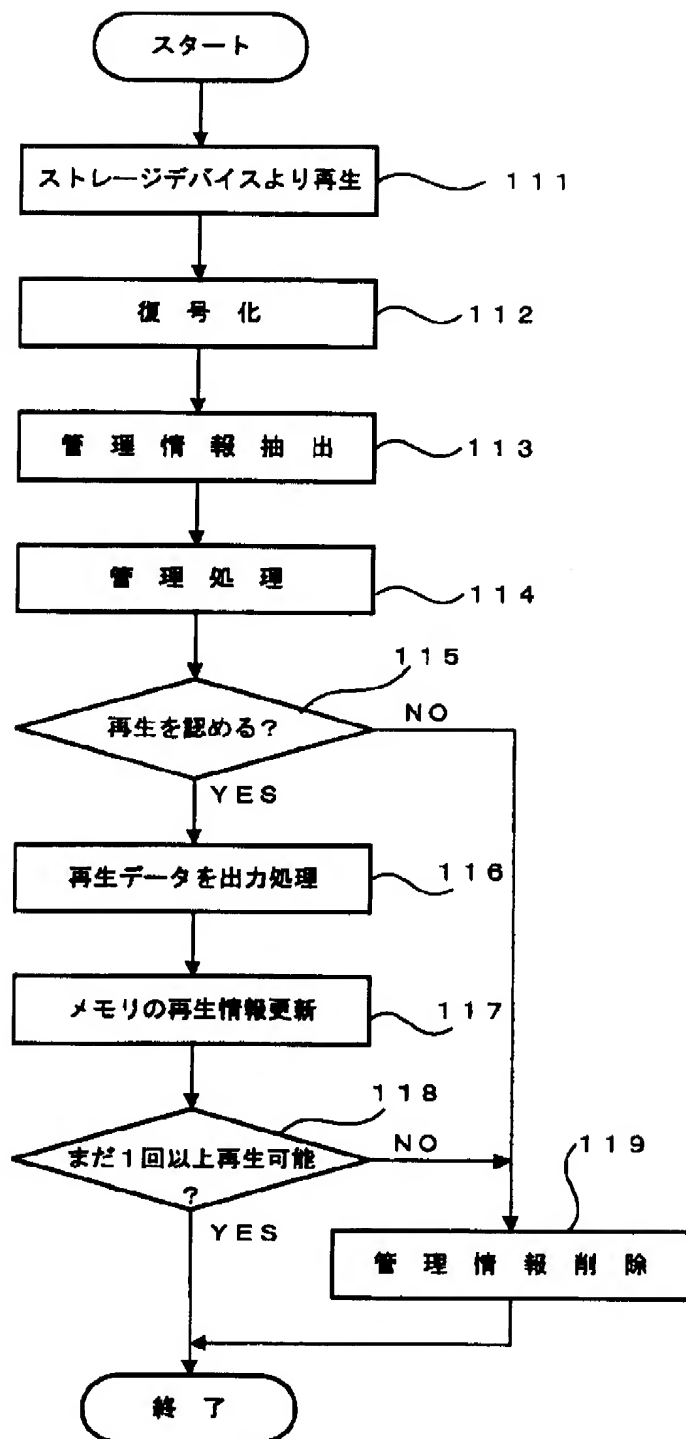 スタート
ストレージデバイスより再生
111
復号化
112
管理情報抽出
113
管理処理
114
115
再生を認める?
NO
YES
再生データを出力処理
116
メモリの再生情報更新
117
118
まだ1回以上再生可能
?
NO
YES
119
管理情報削除
終了